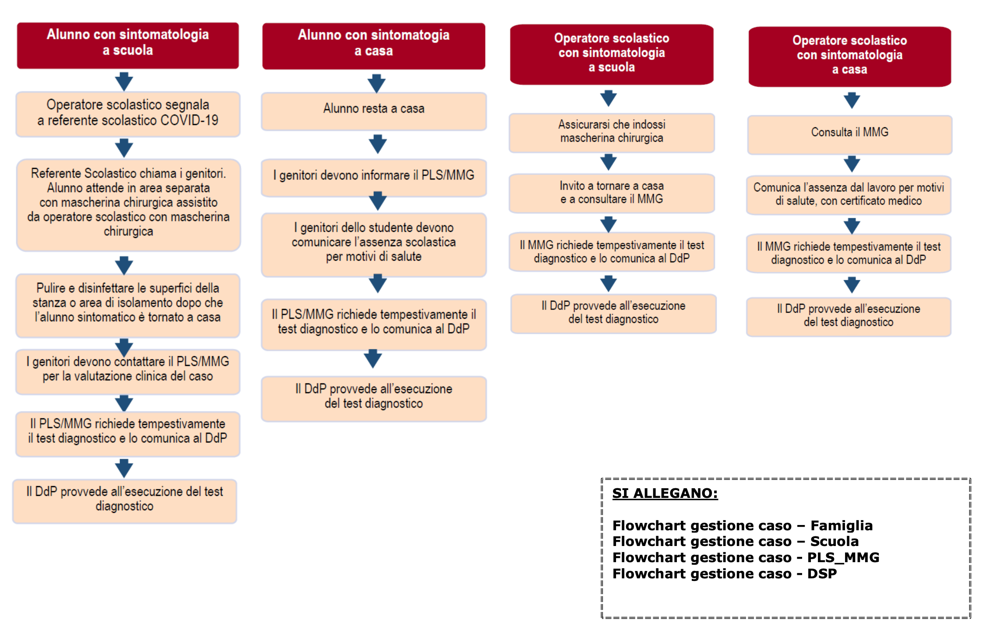 Alunno con sintomatologia
a scuola
Operatore scolastico segnala
a referente scolastico COVID-19
Referente Scolastico chiama i genitori.
Alunno attende in area separata
con mascherina chirurgica assistito
da operatore scolastico con mascherina
chirurgica
Pulire e disinfettare le superfici della
stanza o area di isolamento dopo che
l’alunno sintomatico è tornato a casa
I genitori devono contattare il PLS/MMG
per la valutazione clinica del caso
Il PLS/MMG richiede tempestivamente
il test diagnostico e lo comunica al DdP
Il DdP provvede all’esecuzione del test
diagnostico
Alunno con sintomatogia
a casa
Alunno resta a casa
I genitori devono informare il PLS/MMG
I genitori dello studente devono
comunicare l’assenza scolastica
per motivi di salute
Il PLS/MMG richiede tempestivamente il
test diagnostico e lo comunica al DdP
Il DdP provvede all’esecuzione
del test diagnostico
Operatore scolastico
con sintomatologia
a scuola
Assicurarsi che indossi
mascherina chirurgica
Invito a tornare a casa
e a consultare il MMG
Il MMG richiede tempestivamente il test
diagnostico e lo comunica al DdP
Il DdP provvede all’esecuzione
del test diagnostico
Operatore scolastico
con sintomatologia
a casa
Consulta il MMG
Comunica l’assenza dal lavoro per motivi
di salute, con certificato medico
Il MMG richiede tempestivamente il test
diagnostico e lo comunica al DdP
Il DdP provvede all’esecuzione
del test diagnostico
SI ALLEGANO:
Flowchart gestione caso – Famiglia
Flowchart gestione caso – Scuola
Flowchart gestione caso - PLS_MMG
Flowchart gestione caso - DSP